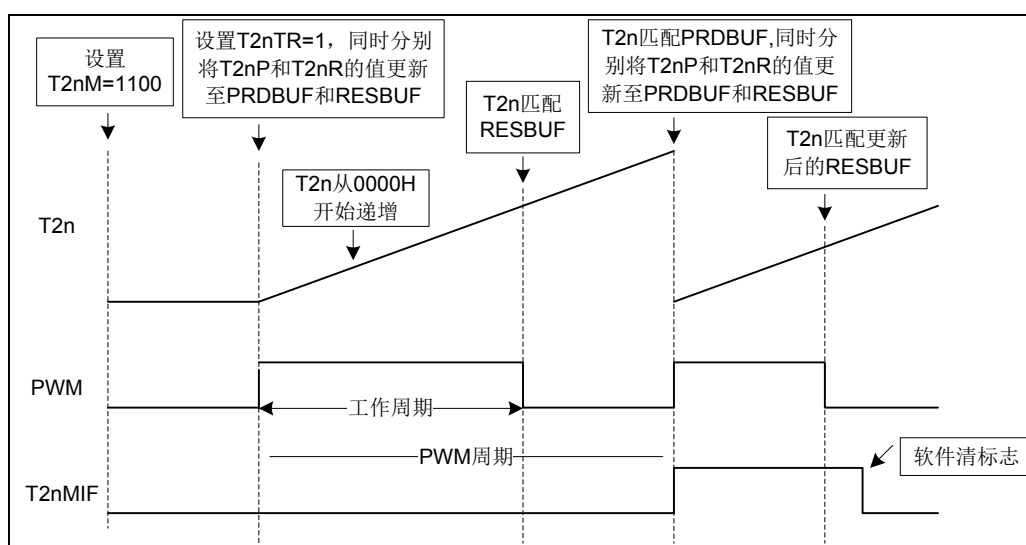 设置
T2nM=1100
设置T2nTR=1，同时分别
将T2nP和T2nR的值更新
至PRDBUF和RESBUF
T2n匹配
RESBUF
T2n匹配PRDBUF,同时分
别将T2nP和T2nR的值更
新至PRDBUF和RESBUF
T2n匹配更新
后的RESBUF
T2n从0000H
开始递增
T2n
PWM
工作周期
PWM周期
软件清标志
T2nMIF